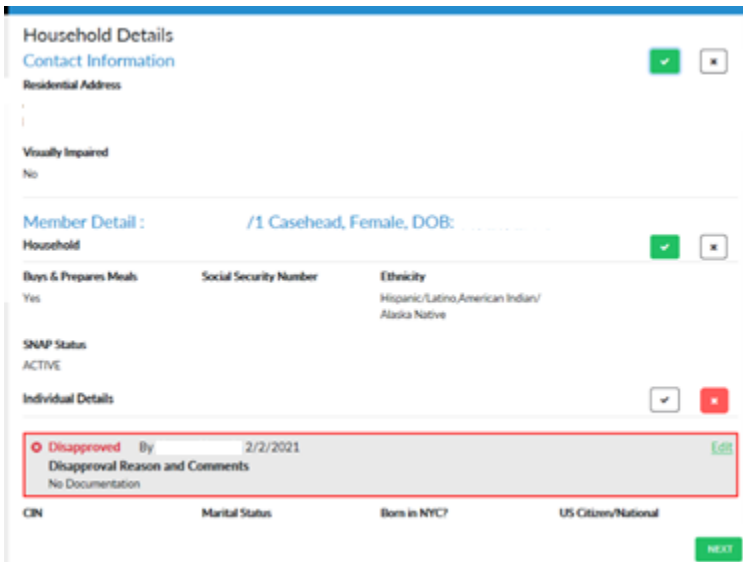 Household Details
Contact Information
Residential Address
Visually Impaired
No
Member Detail : /1 Casehead, Female, DOB:
Household
Buys & Prepares Meals Social Security Number Ethnicity
Yes Hispanic/Latino,American Indian/
Alaska Native
SNAP Status
ACTIVE
Individual Details
Disapproved By 2/2/2021 Edit
Disapproval Reason and Comments
No Documentation
CIN Marital Status Born in NYC? US Citizen/National
NEXT